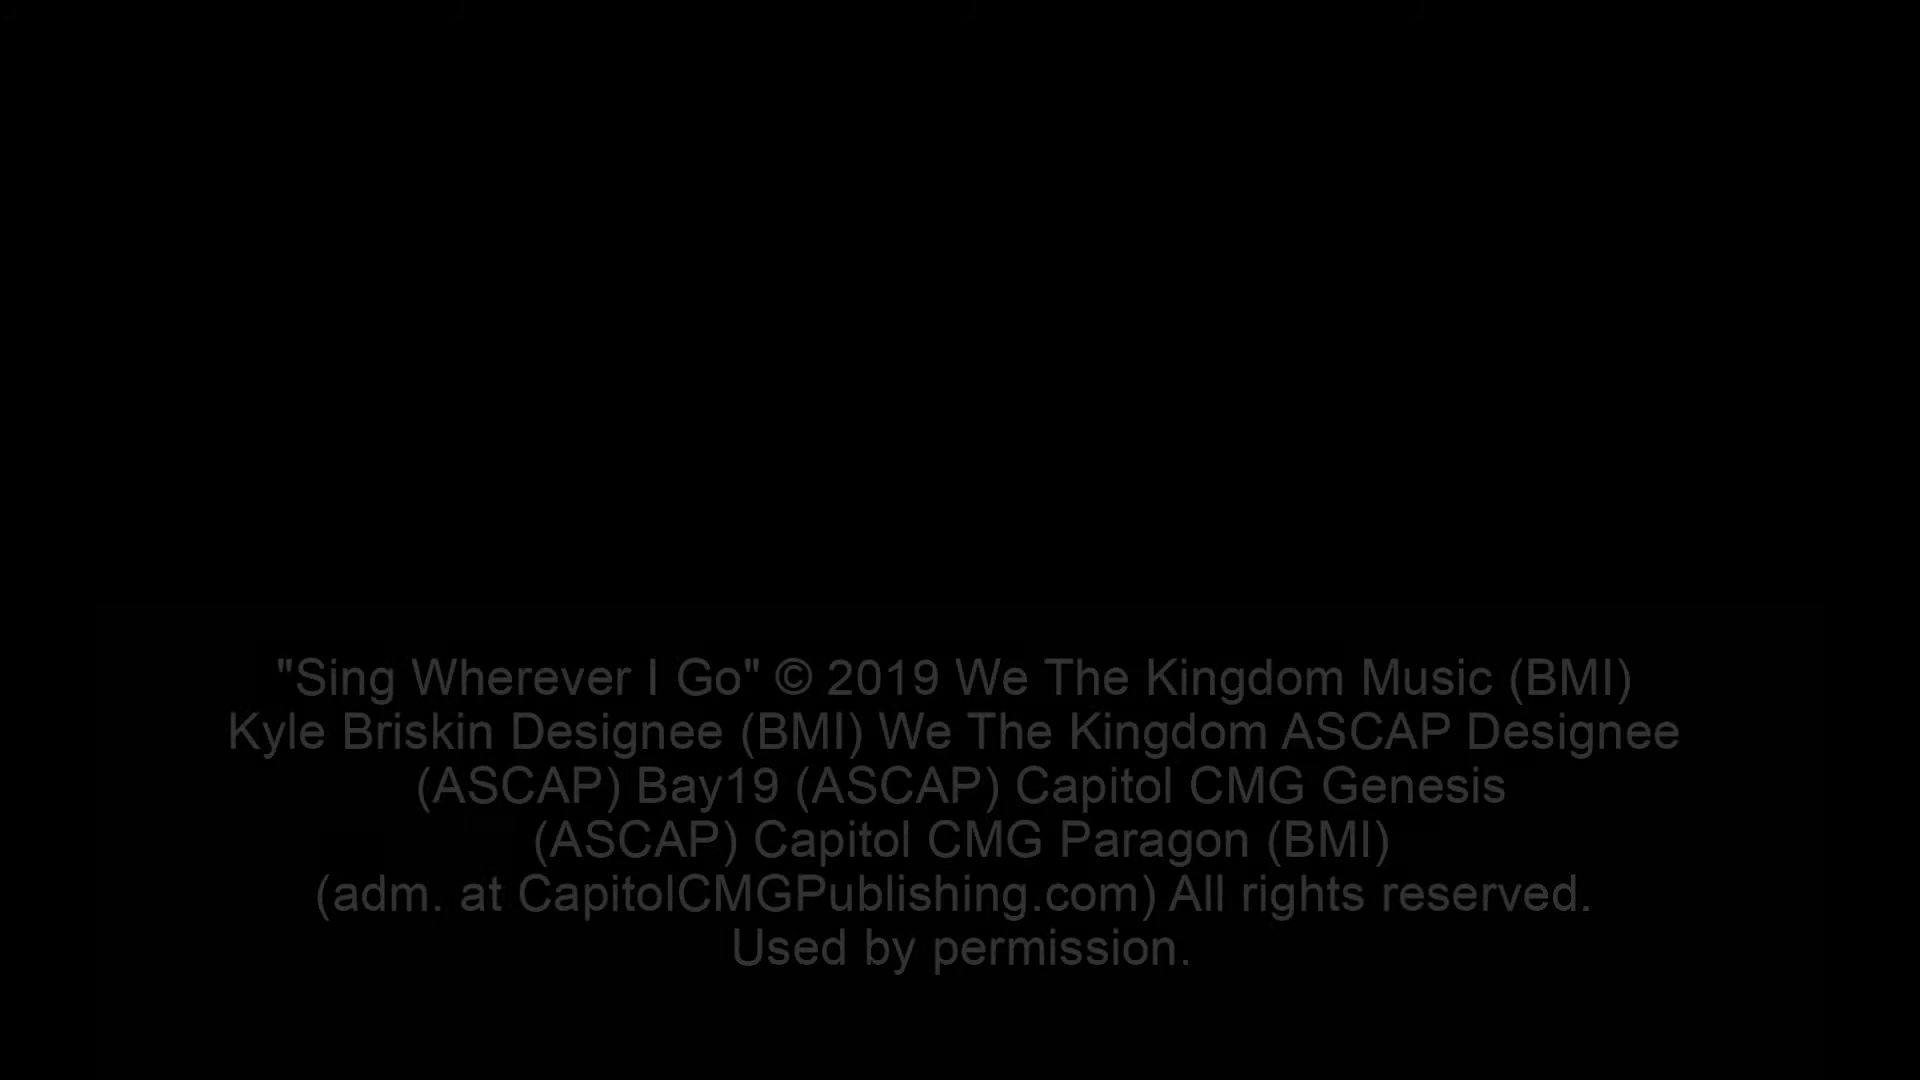 "Sing Wherever I Go" © 2019 We The Kingdom Music (BMI)
Kyle Briskin Designee (BMI) We The Kingdom ASCAP Designee
(ASCAP) Bay19 (ASCAP) Capitol CMG Genesis
(ASCAP) Capitol CMG Paragon (BMI)
(adm. at CapitolCMGPublishing.com) All rights reserved.
Used by permission.